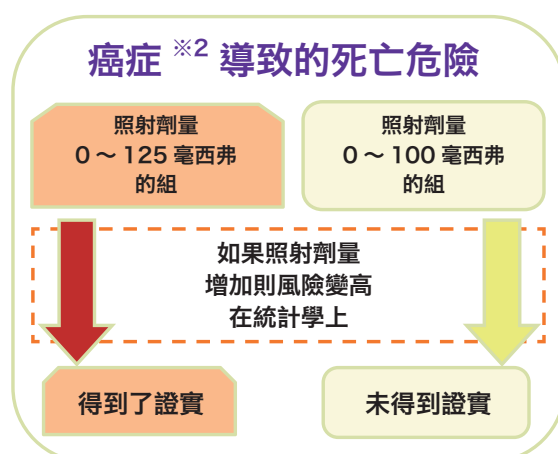 癌症 ※2 導致的死亡危險
照射劑量
0 ～ 125 毫西弗
的組
照射劑量
0 ～ 100 毫西弗
的組
如果照射劑量
增加則風險變高
在統計學上
得到了證實
未得到證實